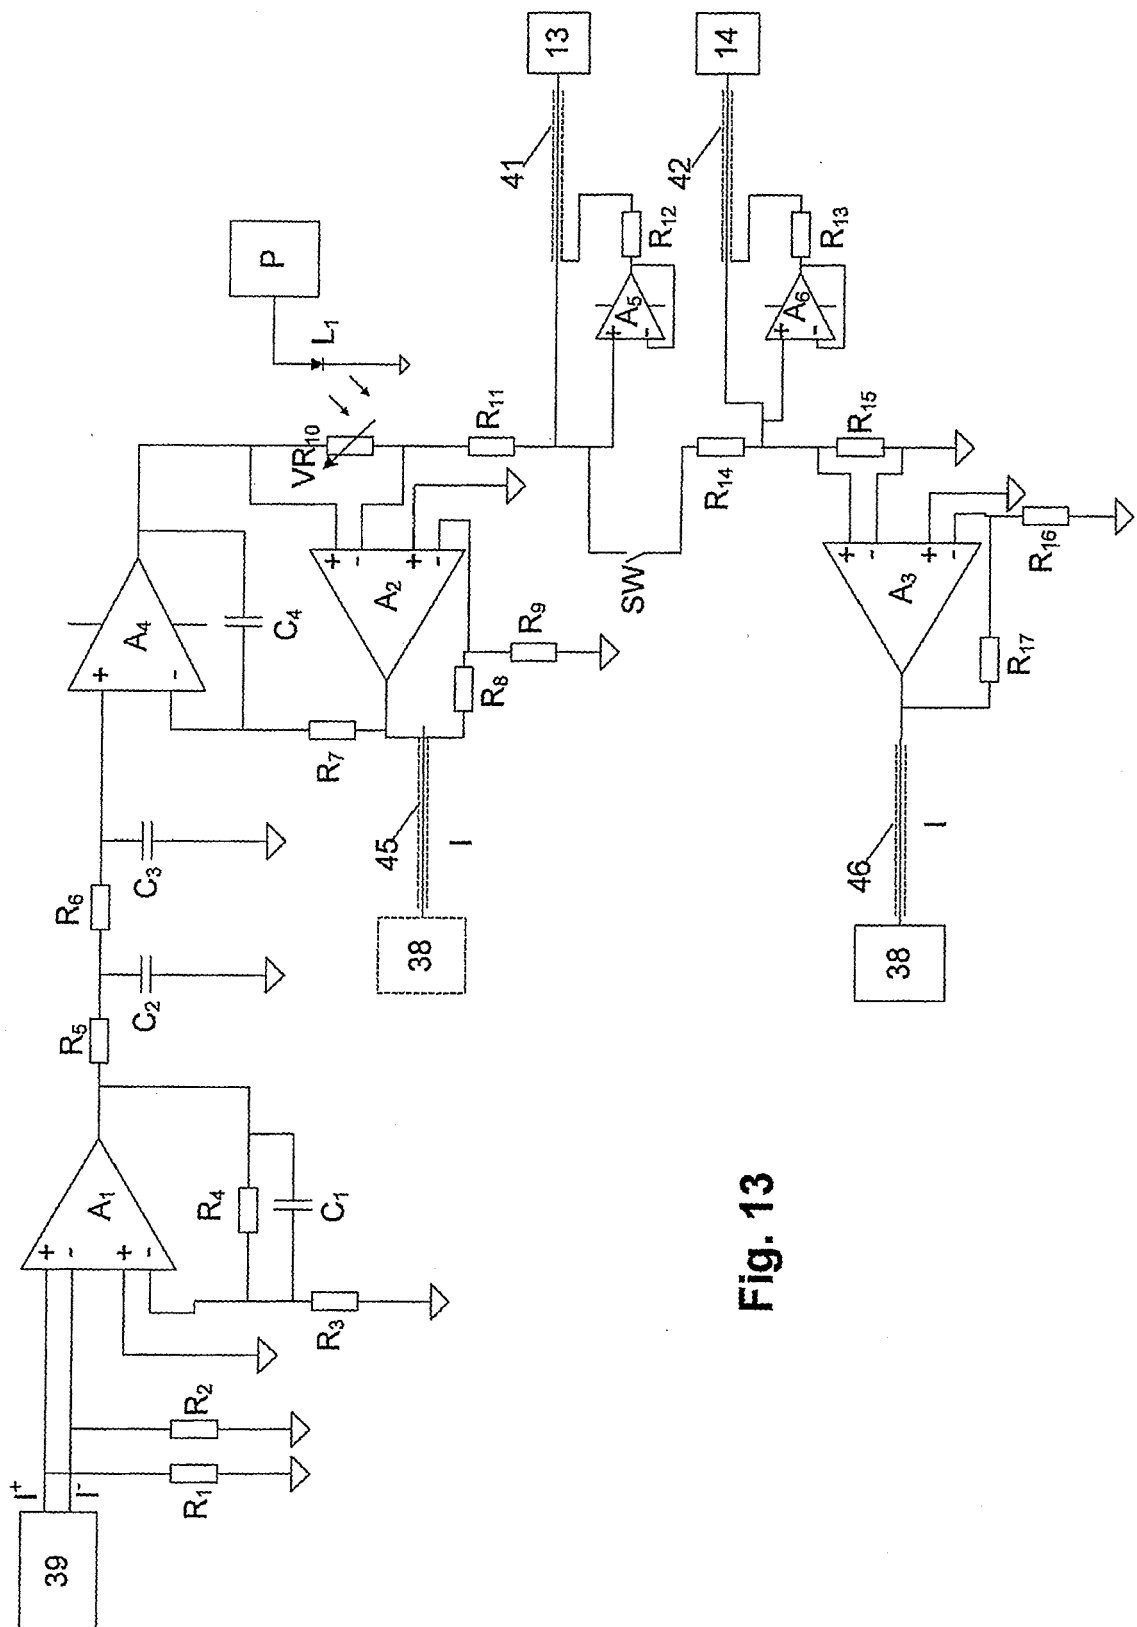 39
I+
I-
R1
R2
+
-
+
-
A1
R3
R4
C1
R5
C2
R6
C3
+
-
A4
C4
R7
+
-
+
-
A2
R8
R9
45
I
38
VR10
L1
P
R11
41
13
+
-
A5
R12
SW
42
14
+
-
A6
R13
R14
R15
+
-
+
-
A3
R16
R17
46
I
38
Fig. 13